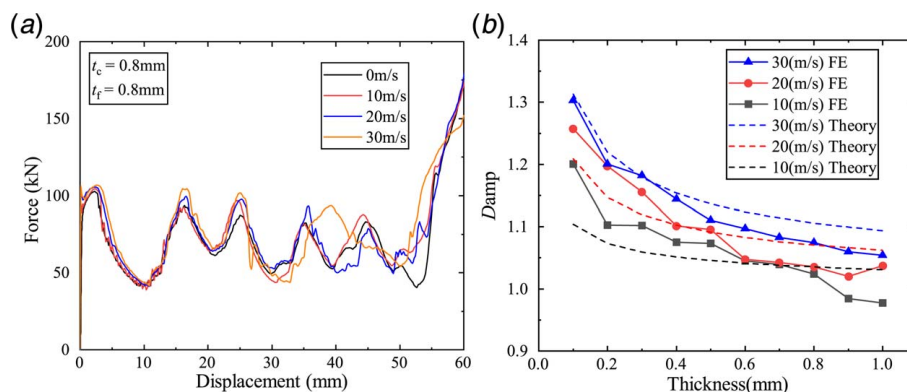 (a)
200
150
100
50
0
Force (kN)
t_c = 0.8mm
t_f = 0.8mm
0m/s
10m/s
20m/s
30m/s
0 10 20 30 40 50 60
Displacement (mm)
(b)
1.4
1.3
1.2
1.1
1.0
0.9
Damp
30(m/s) FE
20(m/s) FE
10(m/s) FE
30(m/s) Theory
20(m/s) Theory
10(m/s) Theory
0.0 0.2 0.4 0.6 0.8 1.0
Thickness(mm)